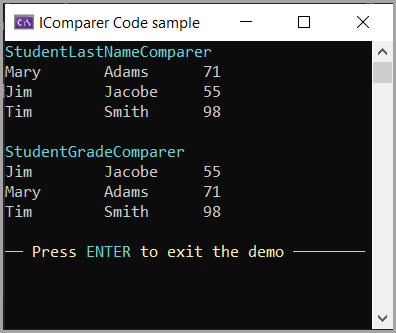 IComparer Code sample
StudentLastNameComparer
Mary Adams 71
Jim Jacobe 55
Tim Smith 98
StudentGradeComparer
Jim Jacobe 55
Mary Adams 71
Tim Smith 98
Press ENTER to exit the demo